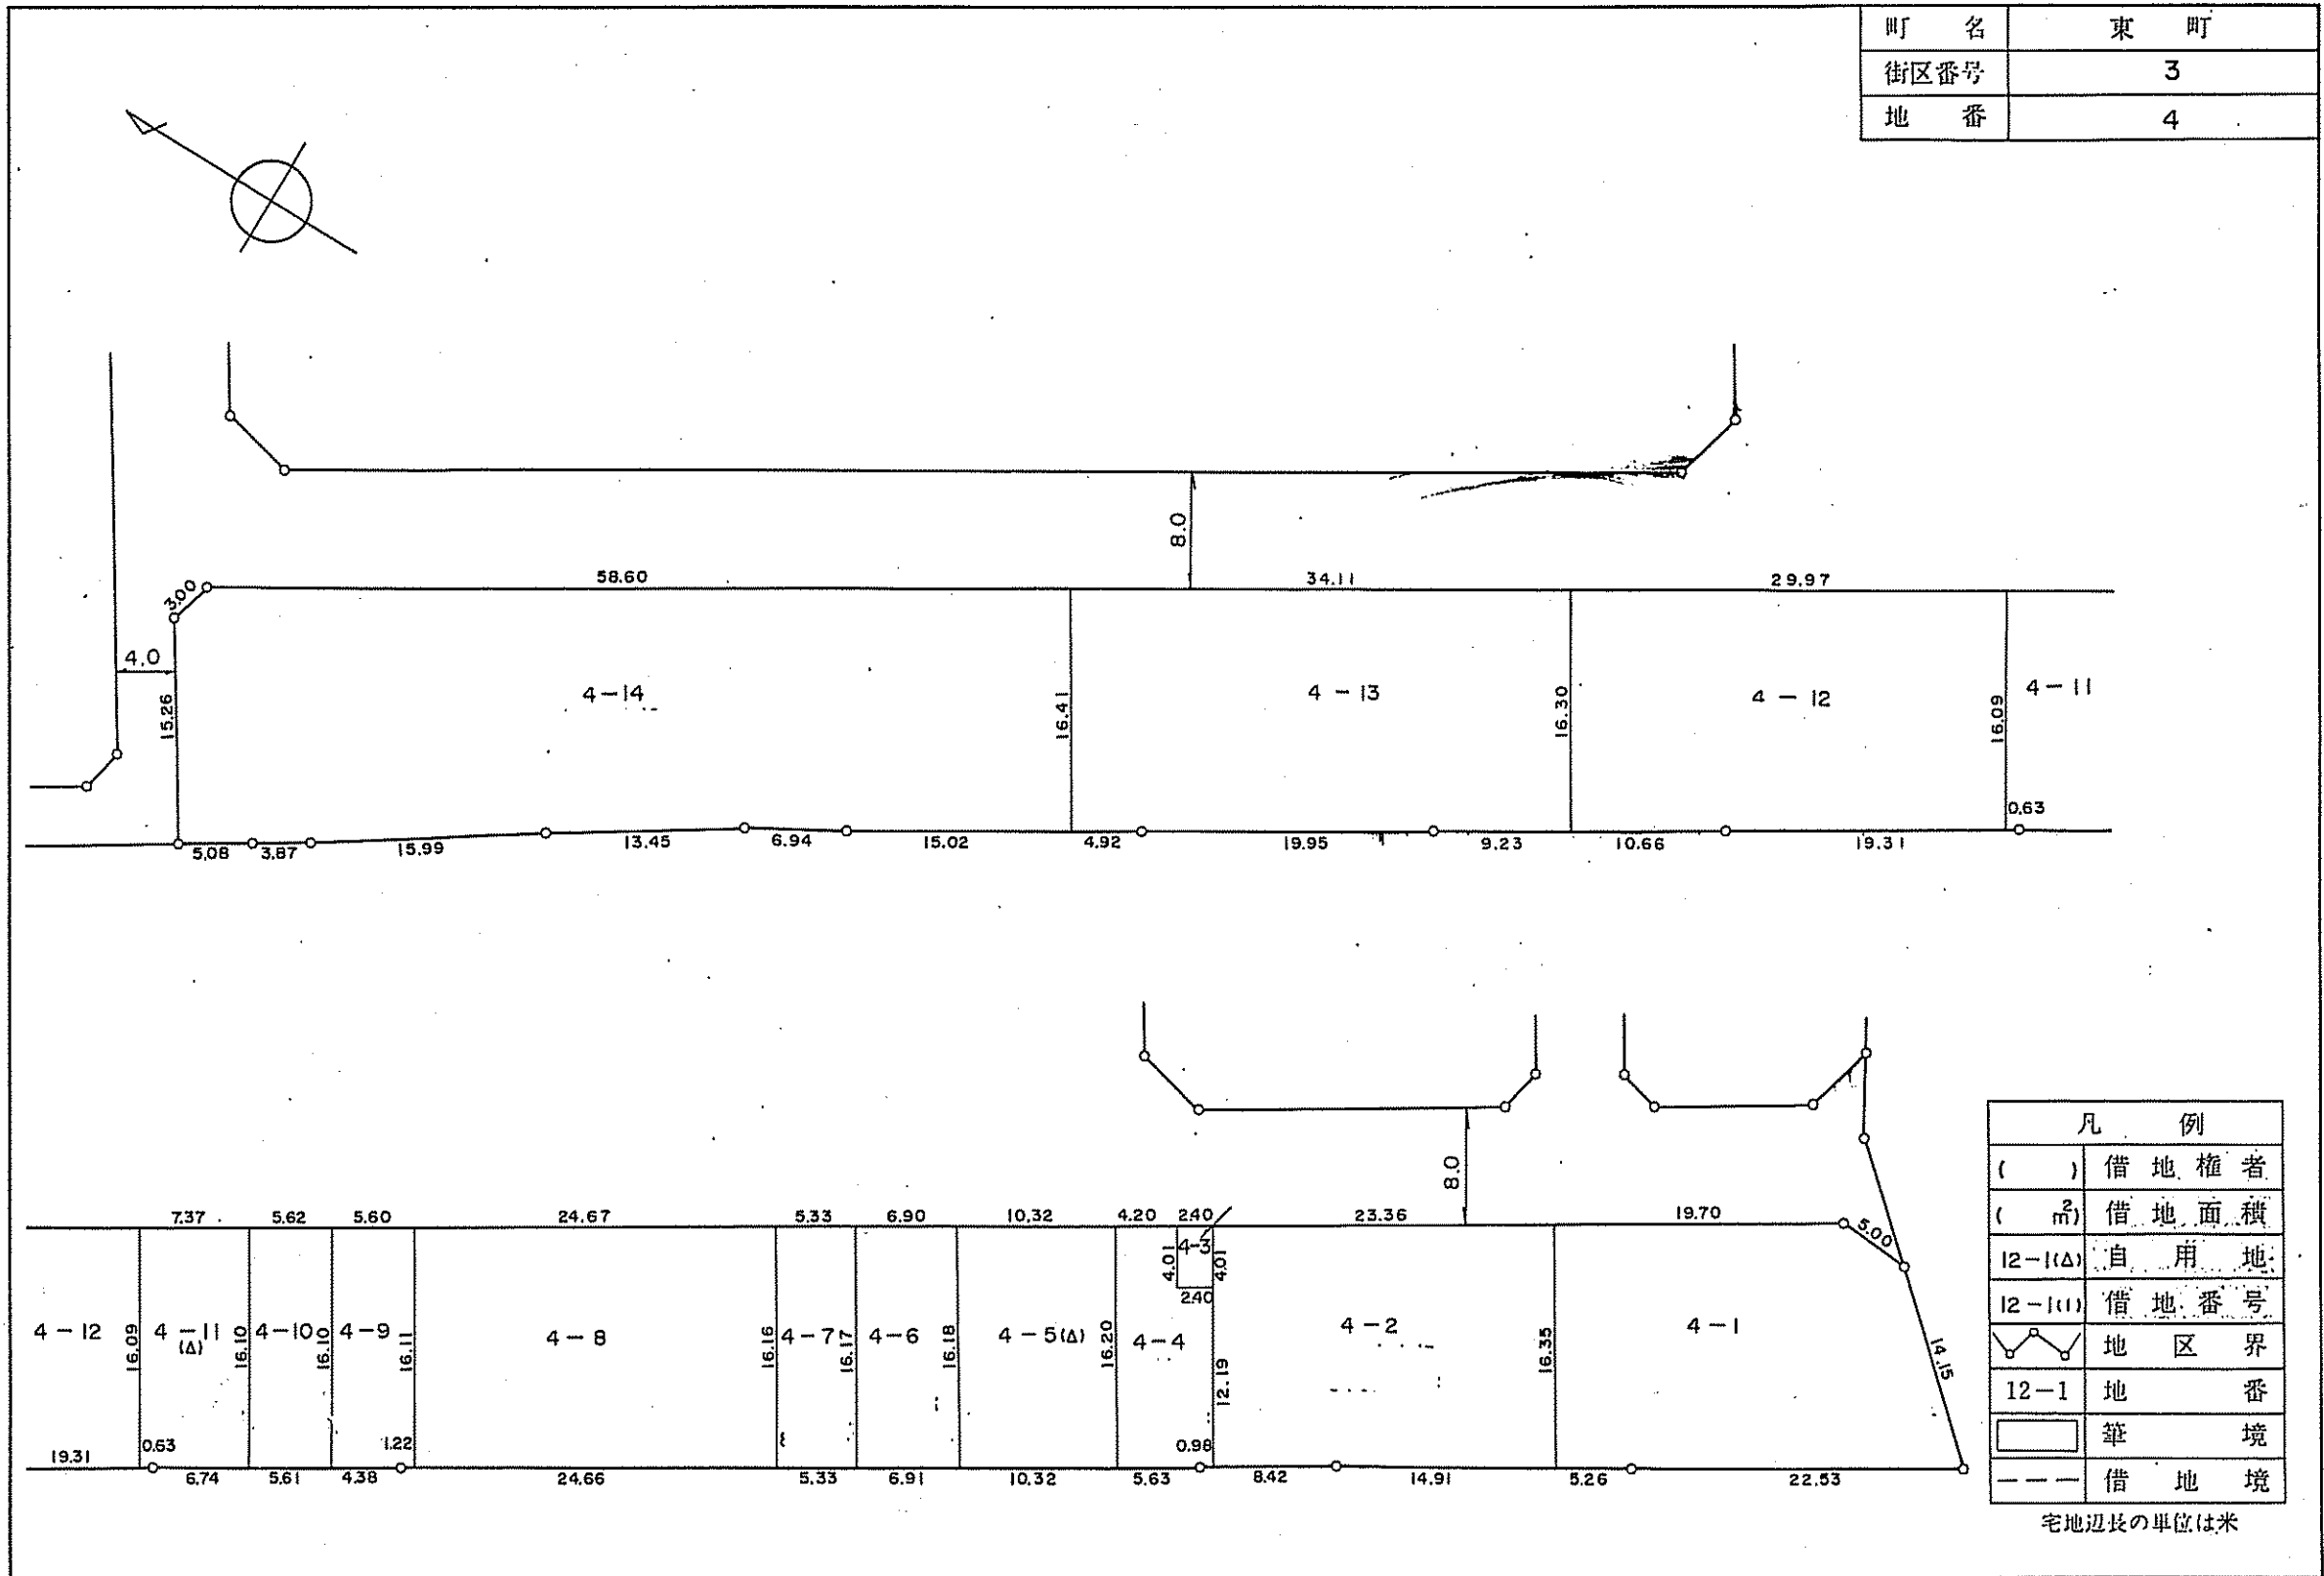 町名 東町
街区番号 3
地番 4
8.0
58.60 34.11 29.97
3.00
4.0
15.26
4-14
16.41
4-13
16.30
4-12
16.09
4-11
0.63
5.08 3.87 15.99 13.45 6.94 15.02 4.92 19.95 9.23 10.66 19.31
8.0
7.37 5.62 5.60 24.67 5.33 6.90 10.32 4.20 2.40 23.36 19.70
5.00
4-3
4.01 4.01
2.40
4-12
16.09
4-11
(Δ)
16.10
4-10
16.10
4-9
16.11
4-8
16.16
4-7
16.17
4-6
16.18
4-5(Δ)
16.20
4-4
12.19
4-2
16.35
4-1
14.15
19.31 0.63 6.74 5.61 4.38 1.22 24.66 5.33 6.91 10.32 5.63 0.98 8.42 14.91 5.26 22.53
凡例
( ) 借地権者
( m²) 借地面積
12-1(Δ) 自用地
12-1(1) 借地番号
地区界
12-1 地番
筆境
借地境
宅地辺長の単位は米